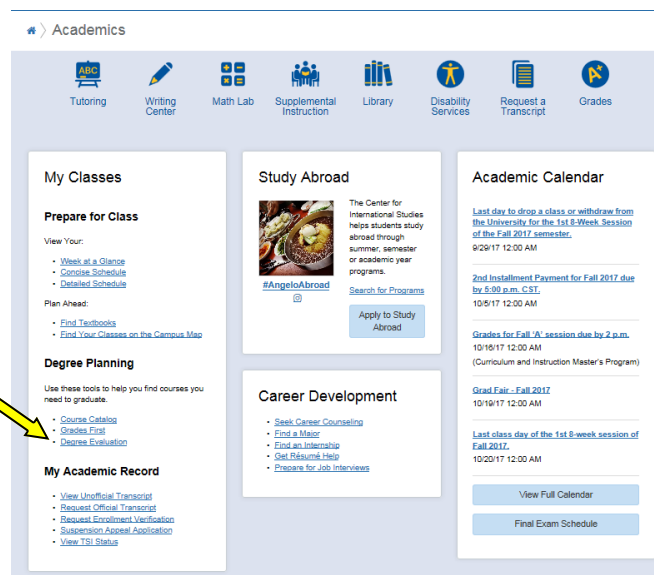 Academics
ABC
Tutoring
Writing
Center
Math Lab
Supplemental
Instruction
Library
Disability
Services
Request a
Transcript
A+
Grades
My Classes
Prepare for Class
View Your:
Week at a Glance
Concise Schedule
Detailed Schedule
Plan Ahead:
Find Textbooks
Find Your Classes on the Campus Map
Degree Planning
Use these tools to help you find courses you
need to graduate.
Course Catalog
Grades First
Degree Evaluation
My Academic Record
View Unofficial Transcript
Request Official Transcript
Request Enrollment Verification
Suspension Appeal Application
View TSI Status
Study Abroad
#AngeloAbroad
The Center for
International Studies
helps students study
abroad through
summer, semester
or academic year
programs.
Search for Programs
Apply to Study
Abroad
Career Development
Seek Career Counseling
Find a Major
Find an Internship
Get Résumé Help
Prepare for Job Interviews
Academic Calendar
Last day to drop a class or withdraw from
the University for the 1st 8-Week Session
of the Fall 2017 semester.
9/29/17 12:00 AM
2nd Installment Payment for Fall 2017 due
by 5:00 p.m. CST.
10/5/17 12:00 AM
Grades for Fall 'A' session due by 2 p.m.
10/16/17 12:00 AM
(Curriculum and Instruction Master's Program)
Grad Fair - Fall 2017
10/19/17 12:00 AM
Last class day of the 1st 8-week session of
Fall 2017.
10/20/17 12:00 AM
View Full Calendar
Final Exam Schedule